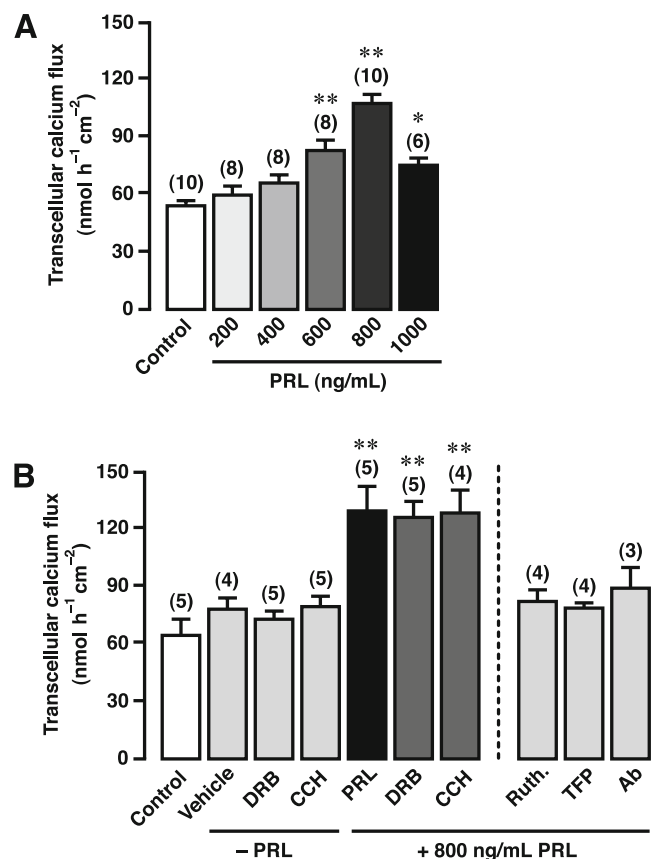 A
Transcellular calcium flux
(nmol h⁻¹ cm⁻²)
150
120
90
60
30
0
(10)
(8)
(8)
**
(8)
**
(10)
*
(6)
Control
200
400
600
800
1000
PRL (ng/mL)
B
Transcellular calcium flux
(nmol h⁻¹ cm⁻²)
150
120
90
60
30
0
(5)
(4)
(5)
(5)
**
(5)
**
(5)
**
(4)
(4)
(4)
(3)
Control
Vehicle
DRB
CCH
PRL
DRB
CCH
Ruth.
TFP
Ab
– PRL
+ 800 ng/mL PRL